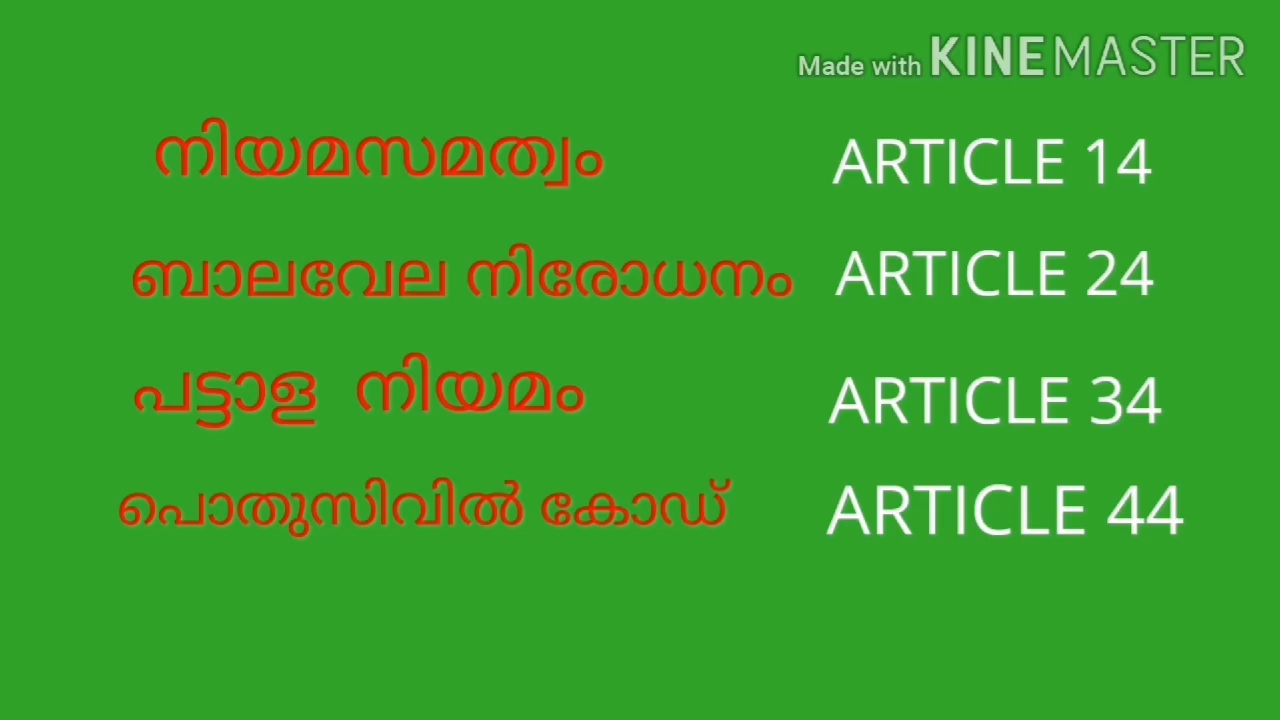 Made with KINEMASTER
നിയമസമത്വം ARTICLE 14
ബാലവേല നിരോധനം ARTICLE 24
പട്ടാള നിയമം ARTICLE 34
പൊതുസിവിൽ കോഡ് ARTICLE 44